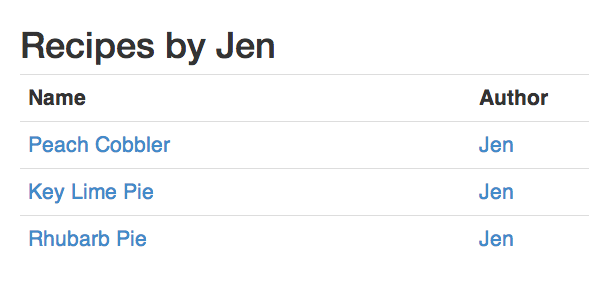 Recipes by Jen
Name Author
Peach Cobbler Jen
Key Lime Pie Jen
Rhubarb Pie Jen